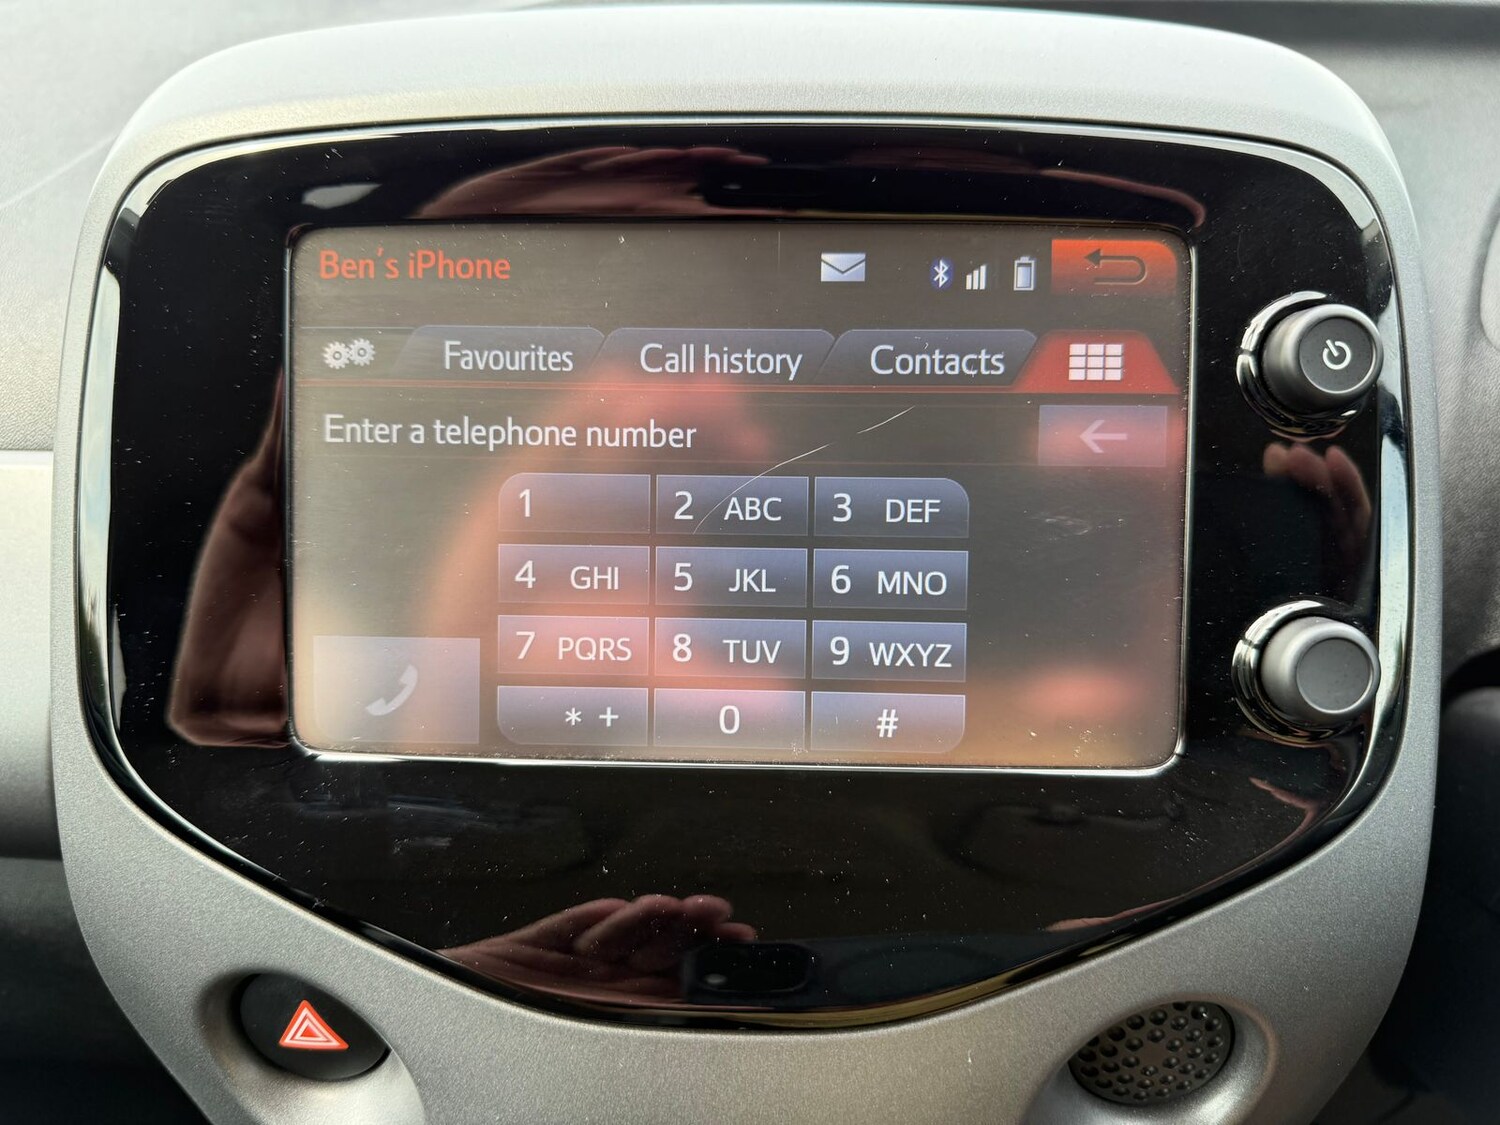 Ben's iPhone
Favourites Call history Contacts
Enter a telephone number
1 2 ABC 3 DEF
4 GHI 5 JKL 6 MNO
7 PQRS 8 TUV 9 WXYZ
* + 0 #